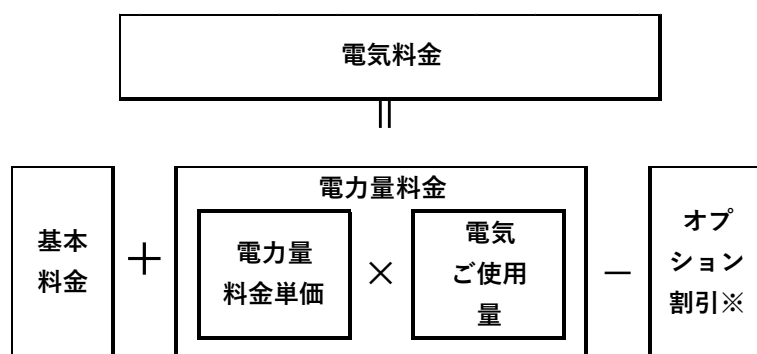 電気料金
||
電力量料金
基本
料金
＋
電力量
料金単価
×
電気
ご使用
量
－
オプ
ション
割引※